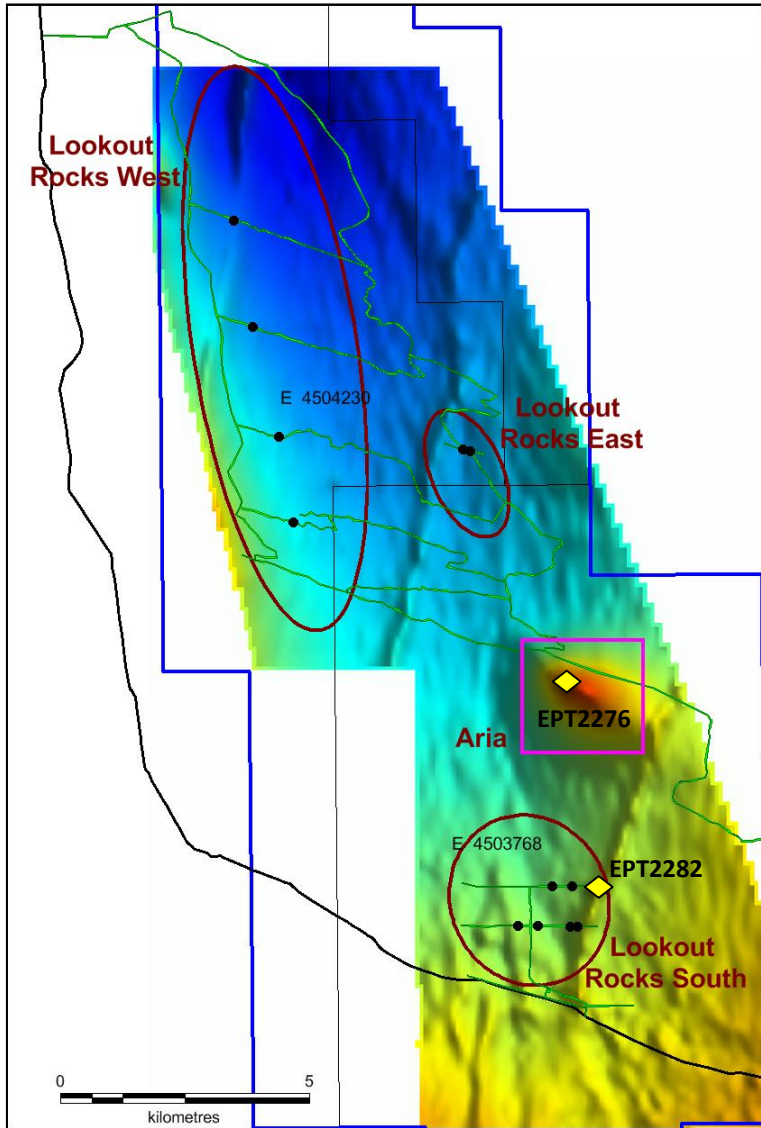 Lookout
Rocks West
E 4504230
Lookout
Rocks East
EPT2276
Aria
E 4503768
EPT2282
Lookout
Rocks South
0 5
kilometres